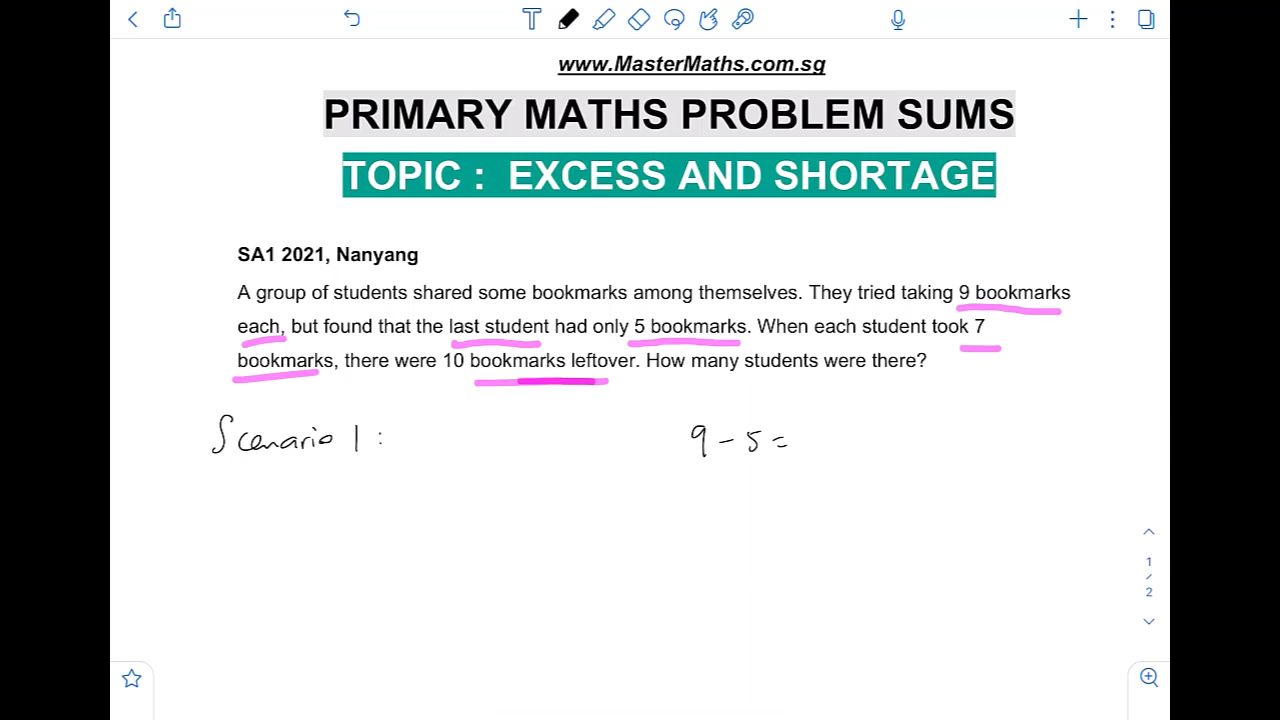 www.MasterMaths.com.sg
PRIMARY MATHS PROBLEM SUMS
TOPIC : EXCESS AND SHORTAGE
SA1 2021, Nanyang
A group of students shared some bookmarks among themselves. They tried taking 9 bookmarks
each, but found that the last student had only 5 bookmarks. When each student took 7
bookmarks, there were 10 bookmarks leftover. How many students were there?
Scenario 1 : 9 - 5 =
1
/
2